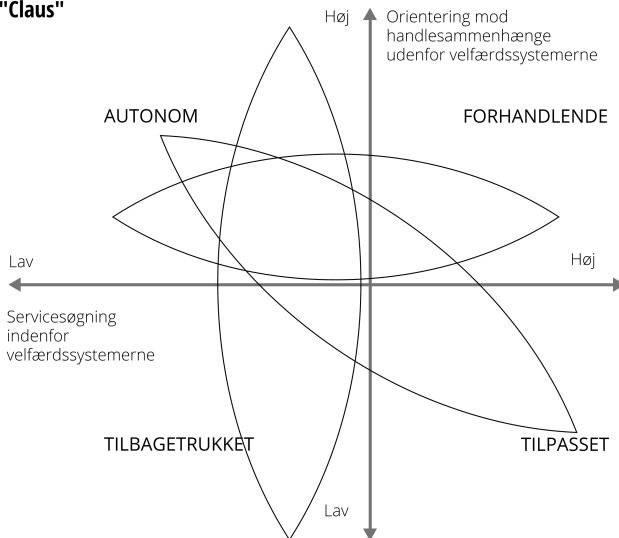 "Claus"
Høj
Orientering mod
handlesammenhænge
udenfor velfærdssystemerne
AUTONOM
FORHANDLENDE
Lav
Høj
Servicesøgning
indenfor
velfærdssystemerne
TILBAGETRUKKET
TILPASSET
Lav